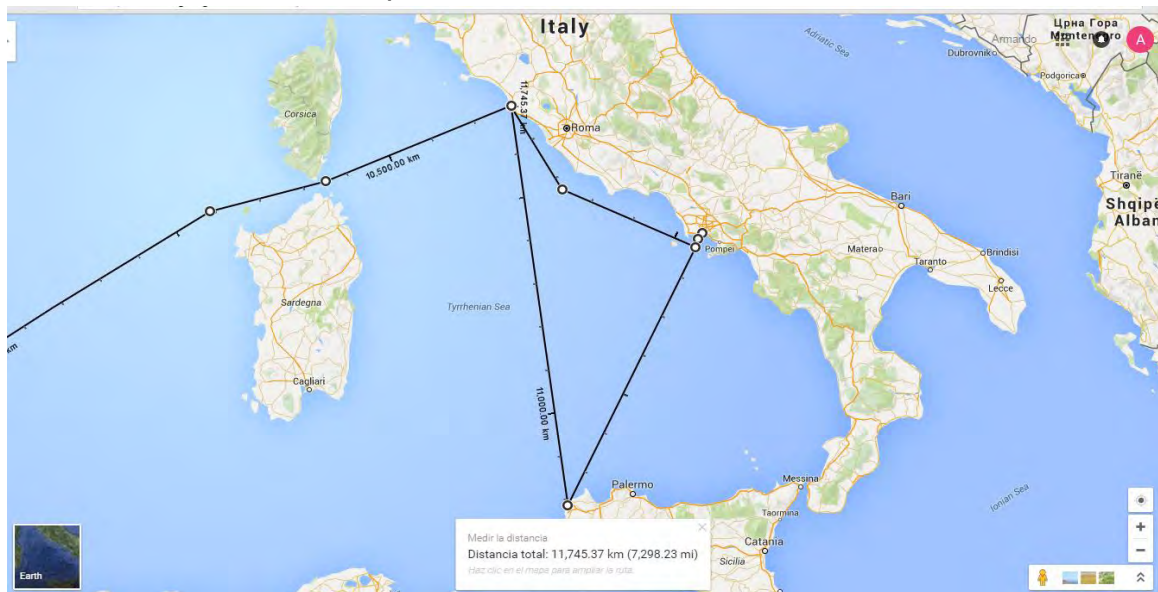 Italy
Црна Гора
Montenegro
Armando
A
Adriatic Sea
Dubrovnik
Podgorica
Corsica
11,745.37 km
Roma
10,500.00 km
Tiranë
Bari
Shqipë
Alban
Pompei
Matera
Brindisi
Taranto
Lecce
Sardegna
Tyrrhenian Sea
km
Cagliari
11,000.00 km
Palermo
Messina
Ionian Sea
Taormina
Medir la distancia
Distancia total: 11,745.37 km (7,298.23 mi)
Haz clic en el mapa para ampliar la ruta.
Catania
Sicilia
Earth